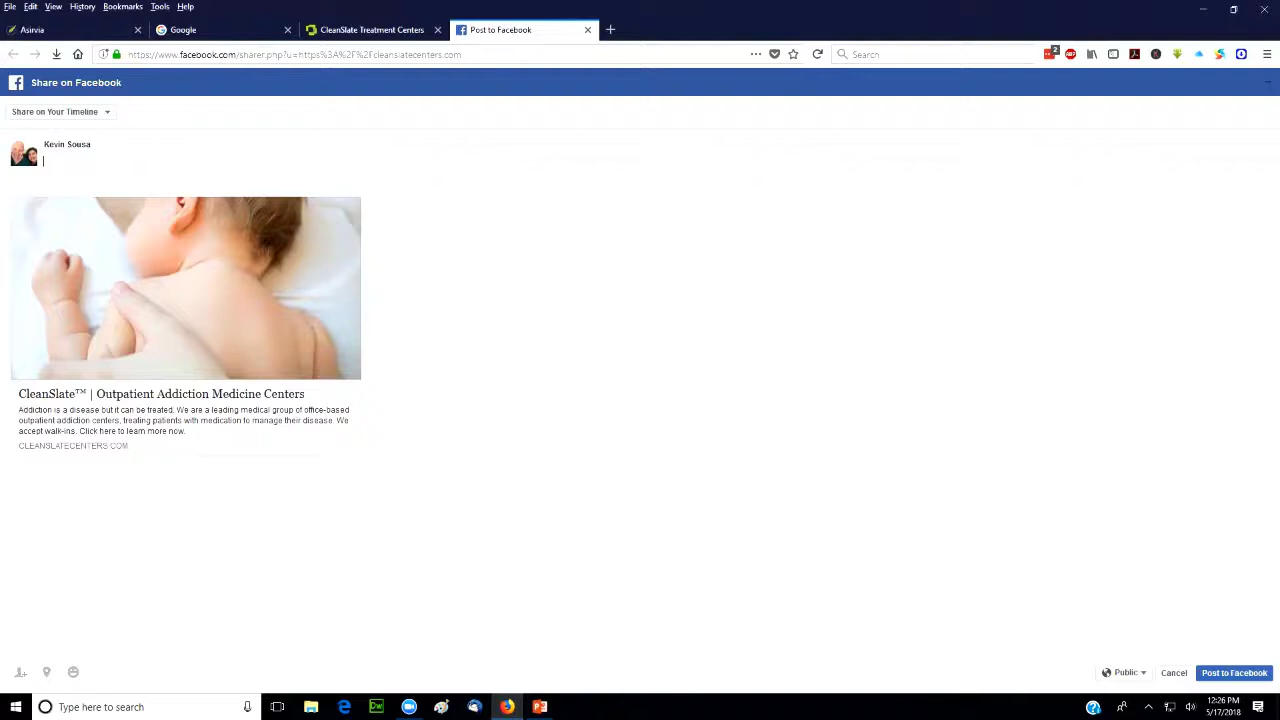 File Edit View History Bookmarks Tools Help
Asirvia Google CleanSlate Treatment Centers Post to Facebook
https://www.facebook.com/sharer.php?u=https%3A%2F%2Fcleanslatecenters.com Search 2 ABP
Share on Facebook
Share on Your Timeline
Kevin Sousa
CleanSlate™ | Outpatient Addiction Medicine Centers
Addiction is a disease but it can be treated. We are a leading medical group of office-based
outpatient addiction centers, treating patients with medication to manage their disease. We
accept walk-ins. Click here to learn more now.
CLEANSLATECENTERS.COM
Public Cancel Post to Facebook
Type here to search Dw 12:26 PM
5/17/2018